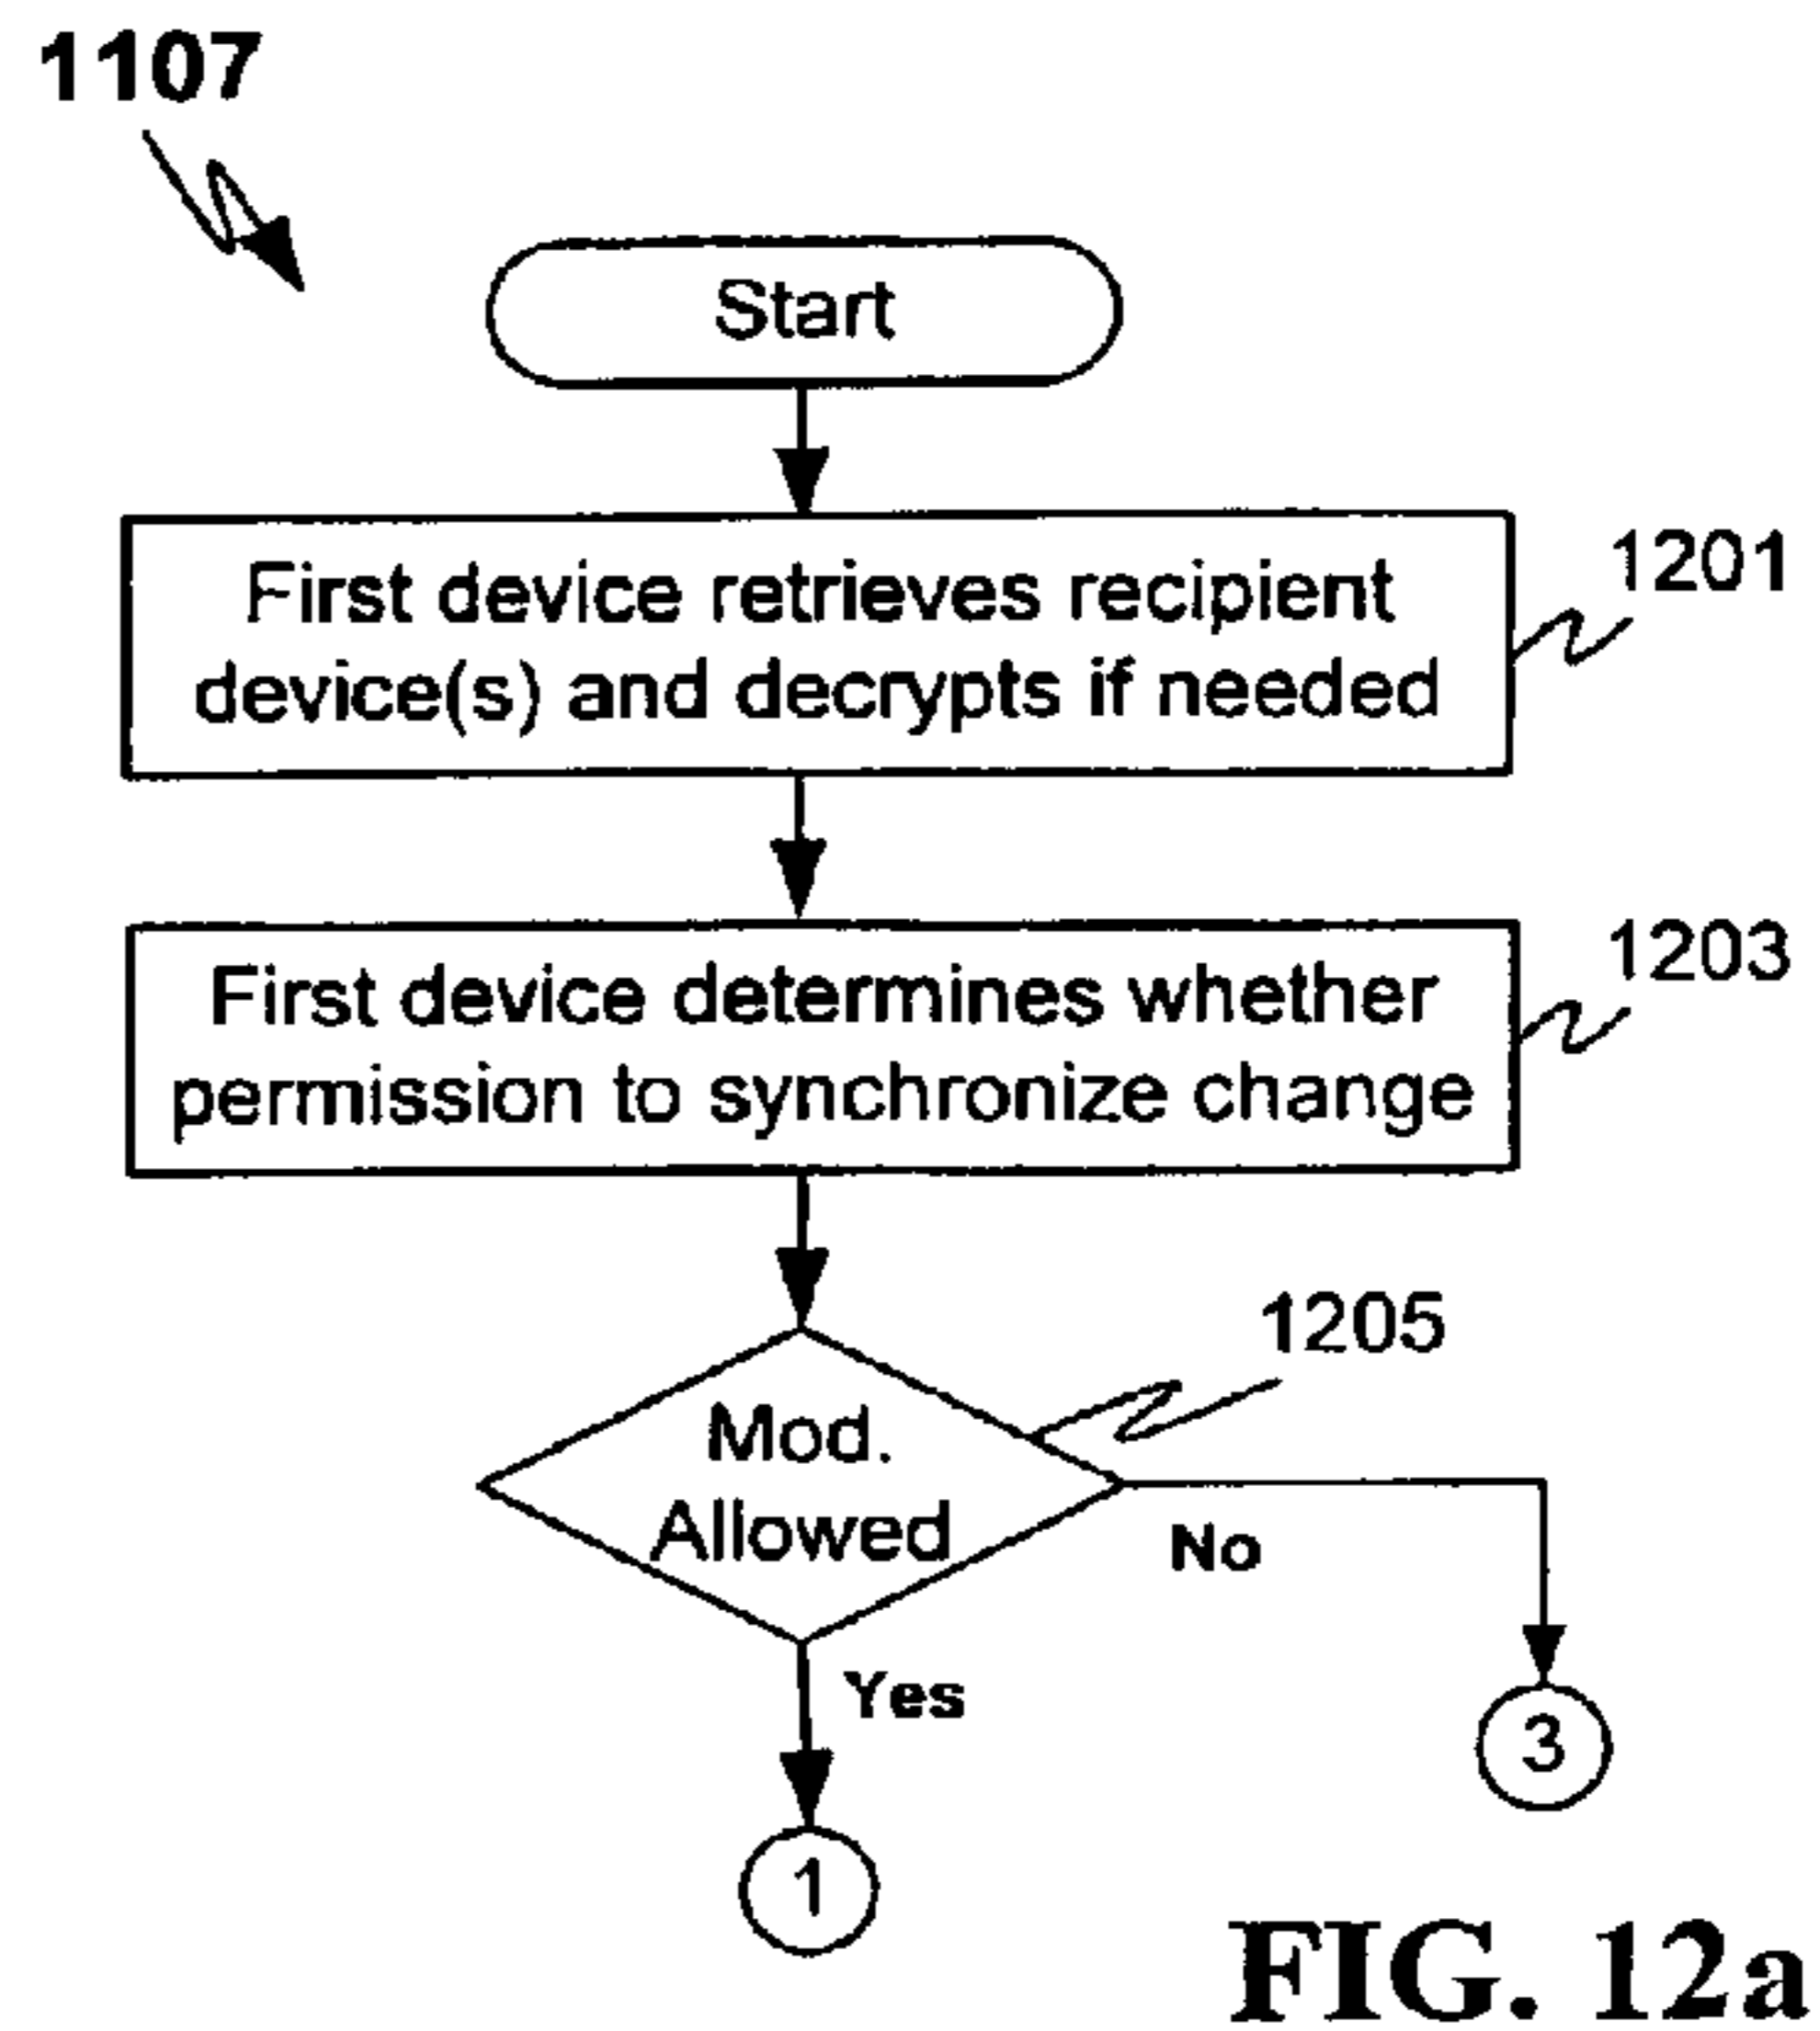 1107
Start
First device retrieves recipient
device(s) and decrypts if needed
1201
First device determines whether
permission to synchronize change
1203
1205
Mod.
Allowed
No
Yes
3
1
FIG. 12a